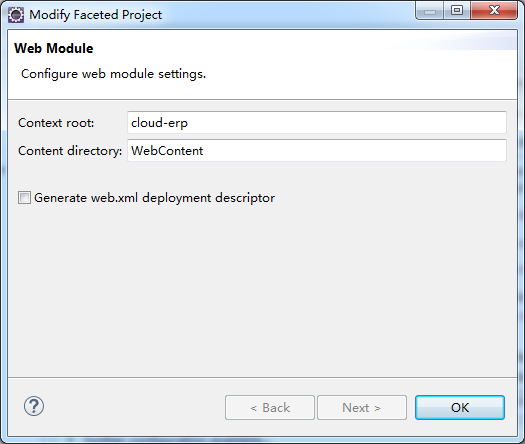 Modify Faceted Project
Web Module
Configure web module settings.
Context root: cloud-erp
Content directory: WebContent
Generate web.xml deployment descriptor
?
< Back Next > OK